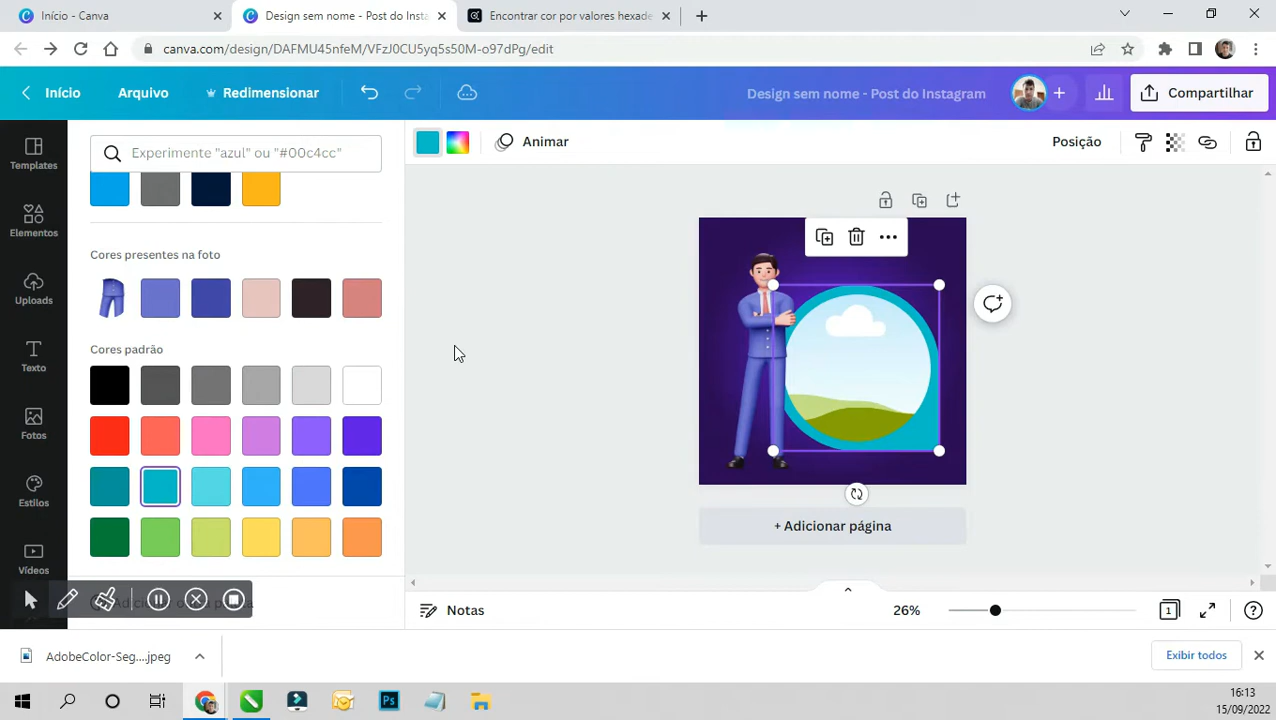 Início - Canva
Design sem nome - Post do Insta
Encontrar cor por valores hexade
canva.com/design/DAFMU45nfeM/VFzJ0CU5yq5s50M-o97dPg/edit
Início
Arquivo
Redimensionar
Design sem nome - Post do Instagram
Compartilhar
Templates
Elementos
Uploads
Texto
Fotos
Estilos
Vídeos
Experimente "azul" ou "#00c4cc"
Cores presentes na foto
Cores padrão
Animar
Posição
+ Adicionar página
Notas
26%
1
AdobeColor-Seg....jpeg
Exibir todos
Ps
16:13
15/09/2022